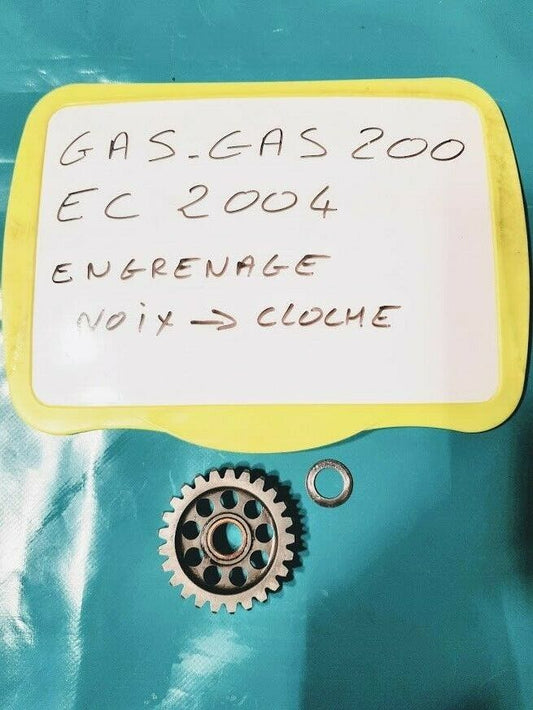 GAS-GAS 200
EC 2004
ENGRENAGE
NOix → CLOCHE